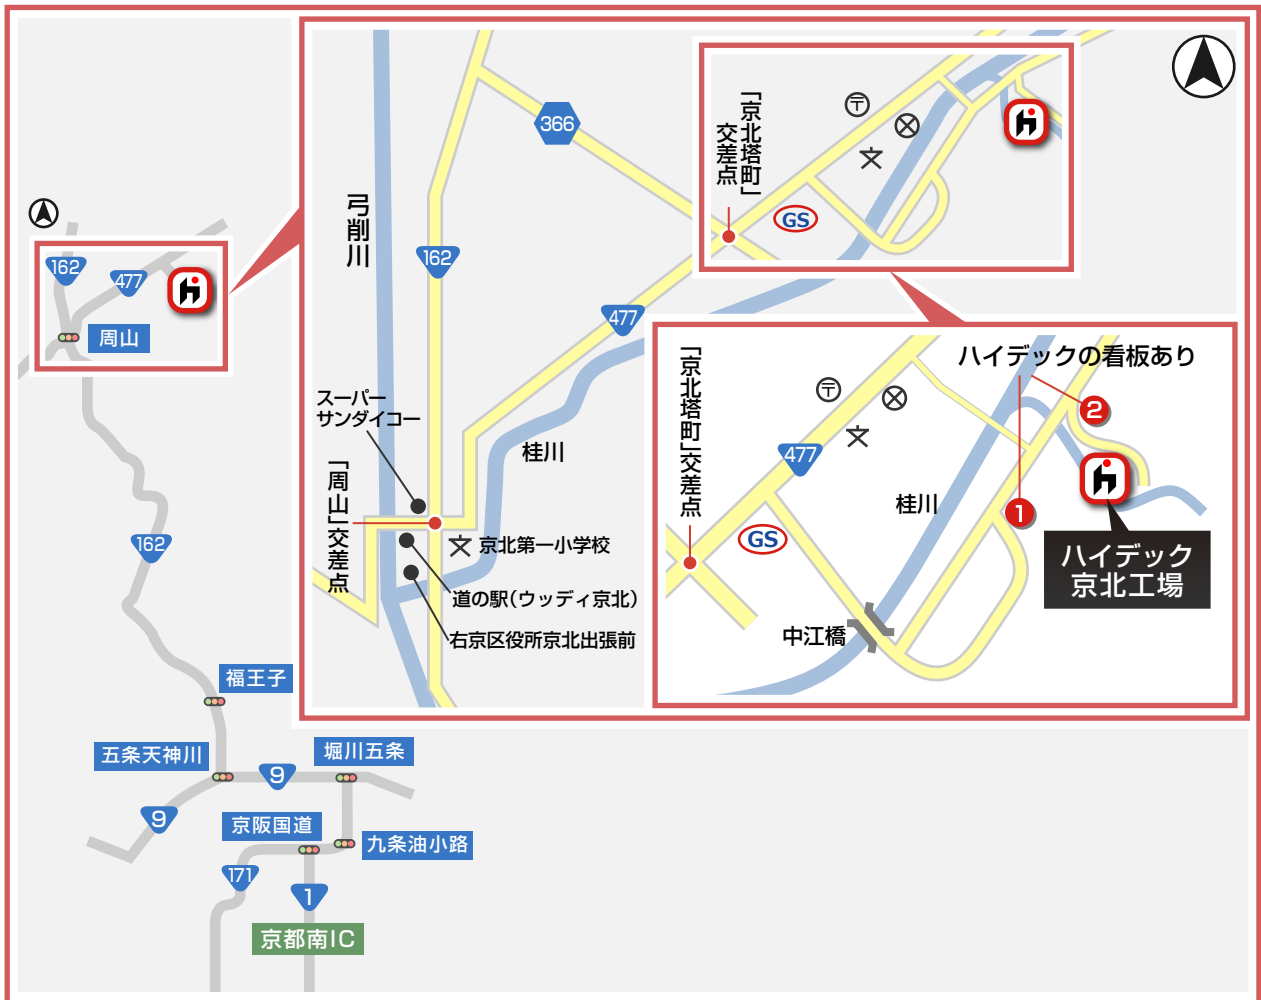 162
477
周山
162
福王子
五条天神川
9
堀川五条
9
京阪国道
九条油小路
171
1
京都南IC
366
弓削川
162
477
スーパー
サンダイコー
桂川
「周山」交差点
文
京北第一小学校
道の駅(ウッディ京北)
右京区役所京北出張前
「京北塔町」
交差点
〒
文
GS
ハイデックの看板あり
「京北塔町」交差点
〒
文
477
2
桂川
1
GS
ハイデック
京北工場
中江橋